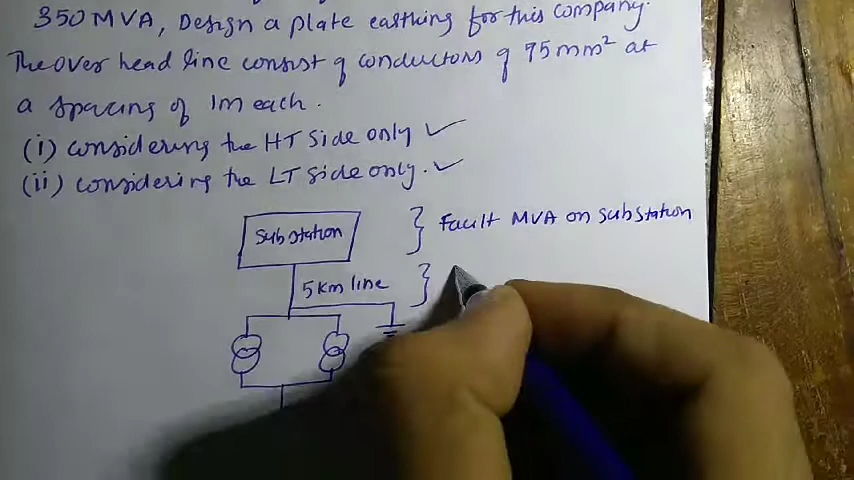 350 MVA, Design a plate earthing for this company.
The over head line consist of conductors of 95mm² at
a spacing of 1m each.
(i) considering the HT side only ✓
(ii) considering the LT side only. ✓
Substation } Fault MVA on substation
5km line }